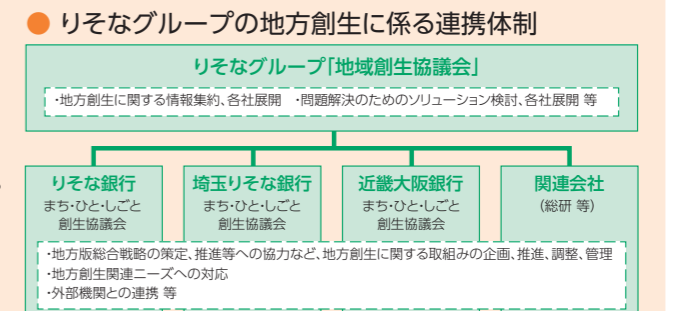 ● りそなグループの地方創生に係る連携体制
りそなグループ「地域創生協議会」
・地方創生に関する情報集約、各社展開 ・問題解決のためのソリューション検討、各社展開 等
りそな銀行
まち・ひと・しごと
創生協議会
埼玉りそな銀行
まち・ひと・しごと
創生協議会
近畿大阪銀行
まち・ひと・しごと
創生協議会
関連会社
(総研 等)
・地方版総合戦略の策定、推進等への協力など、地方創生に関する取組みの企画、推進、調整、管理
・地方創生関連ニーズへの対応
・外部機関との連携 等